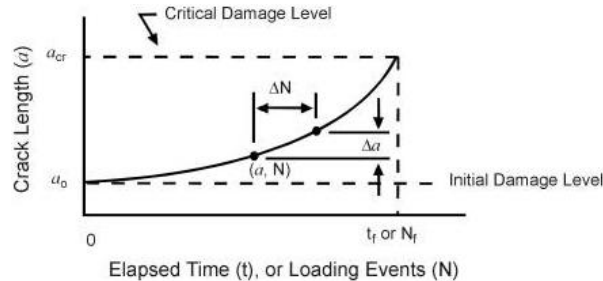 Critical Damage Level
Crack Length (a)
a_cr
ΔN
Δa
(a, N)
a_o
Initial Damage Level
0
t_f or N_f
Elapsed Time (t), or Loading Events (N)